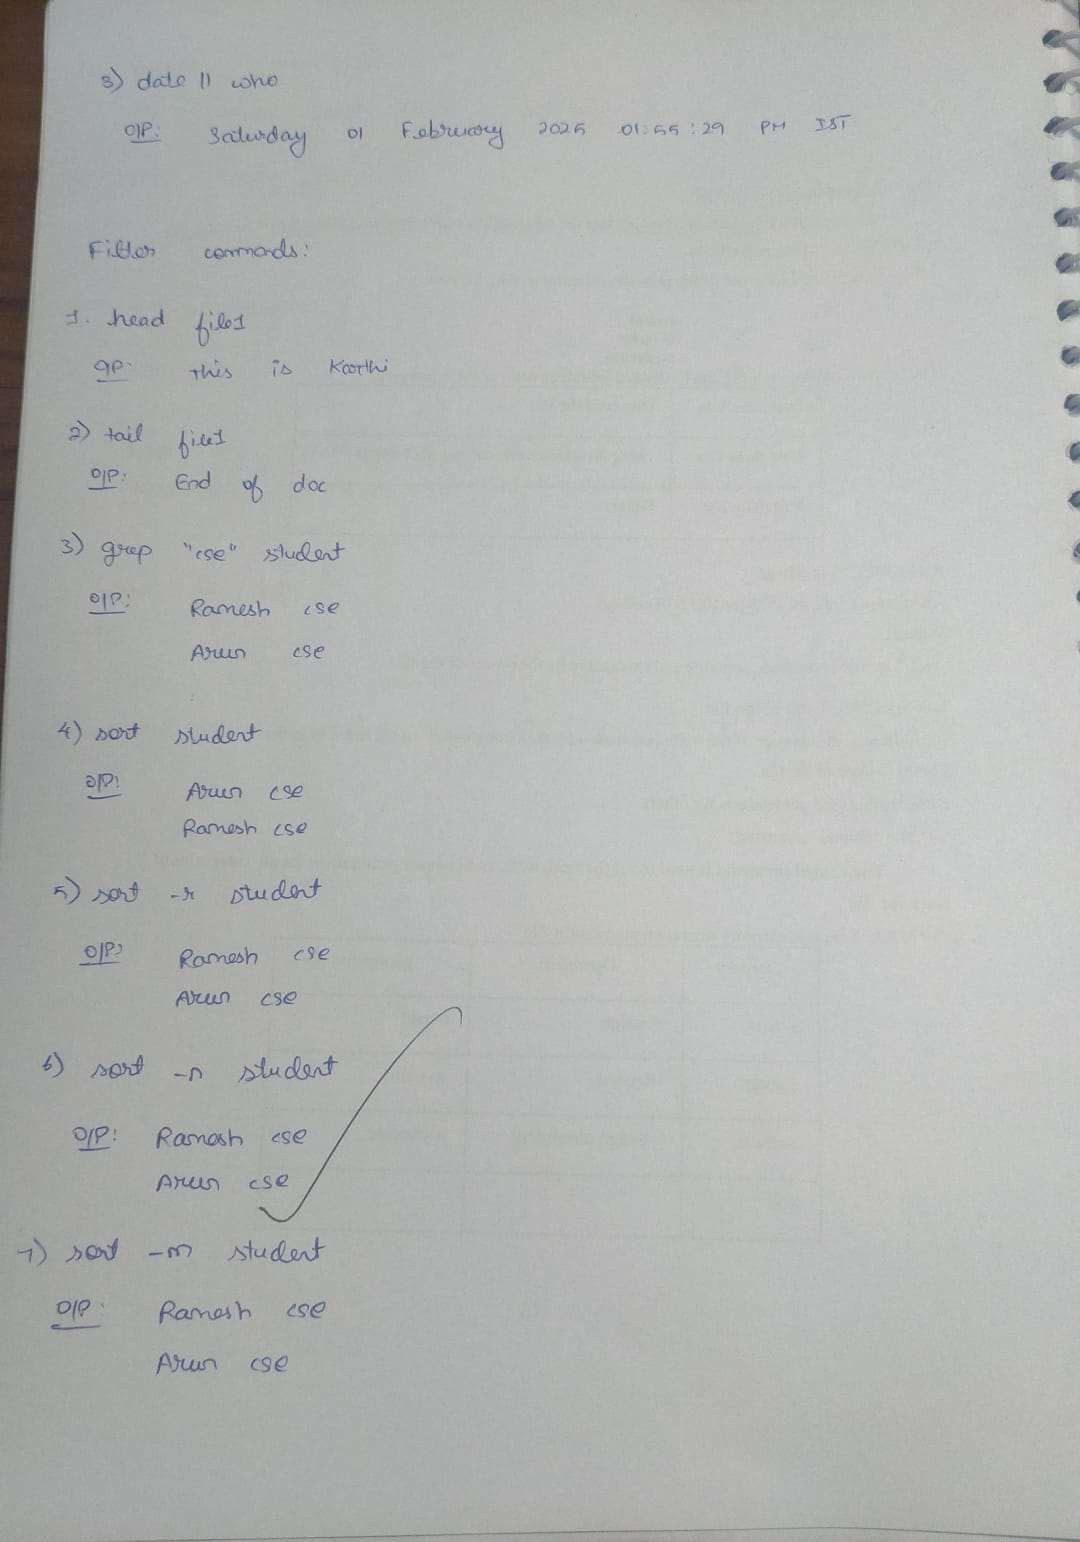 3) date || who
O/P: Saturday 01 February 2025 01:55:29 PM IST
Filter commands:
1. head file1
O/P: This is Keerthi
2) tail file1
O/P: End of doc
3) grep "cse" student
O/P: Ramesh cse
Arun cse
4) sort student
O/P: Arun cse
Ramesh cse
5) sort -r student
O/P: Ramesh cse
Arun cse
6) sort -n student
O/P: Ramesh cse
Arun cse
7) sort -m student
O/P: Ramesh cse
Arun cse